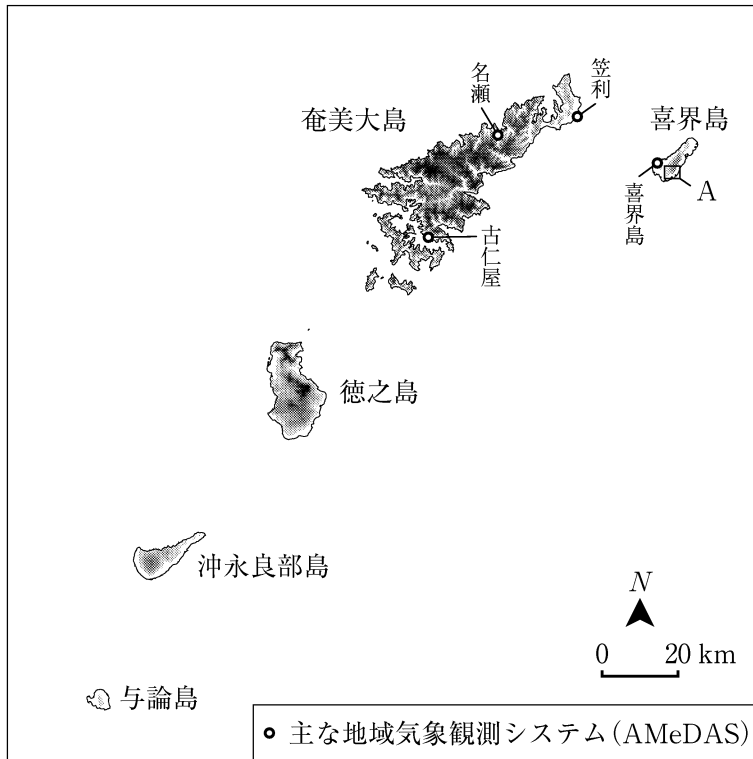 名瀬
笠利
奄美大島
喜界島
喜界島
A
古仁屋
徳之島
沖永良部島
N
0 20 km
与論島
主な地域気象観測システム(AMeDAS)